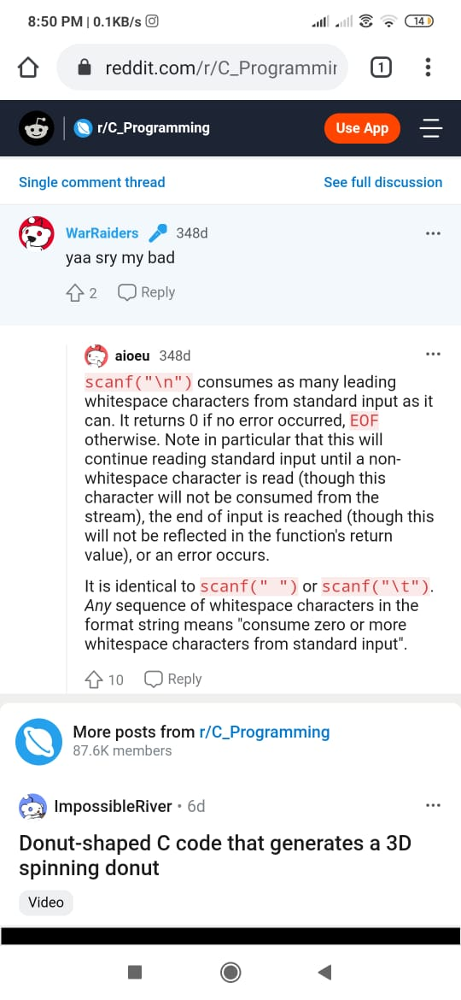 8:50 PM | 0.1KB/s
14
reddit.com/r/C_Programmir
1
r/C_Programming
Use App
Single comment thread
See full discussion
WarRaiders 348d
yaa sry my bad
2 Reply
aioeu 348d
scanf("\n") consumes as many leading
whitespace characters from standard input as it
can. It returns 0 if no error occurred, EOF
otherwise. Note in particular that this will
continue reading standard input until a non-
whitespace character is read (though this
character will not be consumed from the
stream), the end of input is reached (though this
will not be reflected in the function's return
value), or an error occurs.
It is identical to scanf(" ") or scanf("\t").
Any sequence of whitespace characters in the
format string means "consume zero or more
whitespace characters from standard input".
10 Reply
More posts from r/C_Programming
87.6K members
ImpossibleRiver • 6d
Donut-shaped C code that generates a 3D
spinning donut
Video